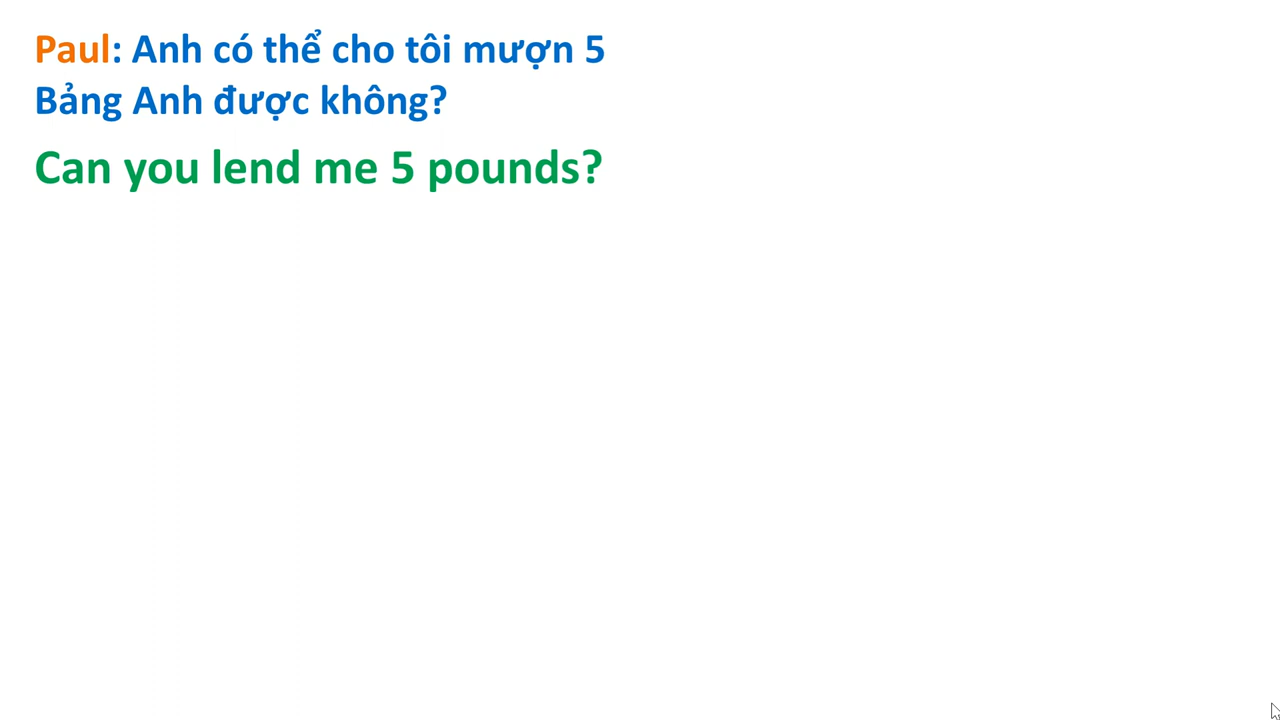 Paul: Anh có thể cho tôi mượn 5
Bảng Anh được không?
Can you lend me 5 pounds?